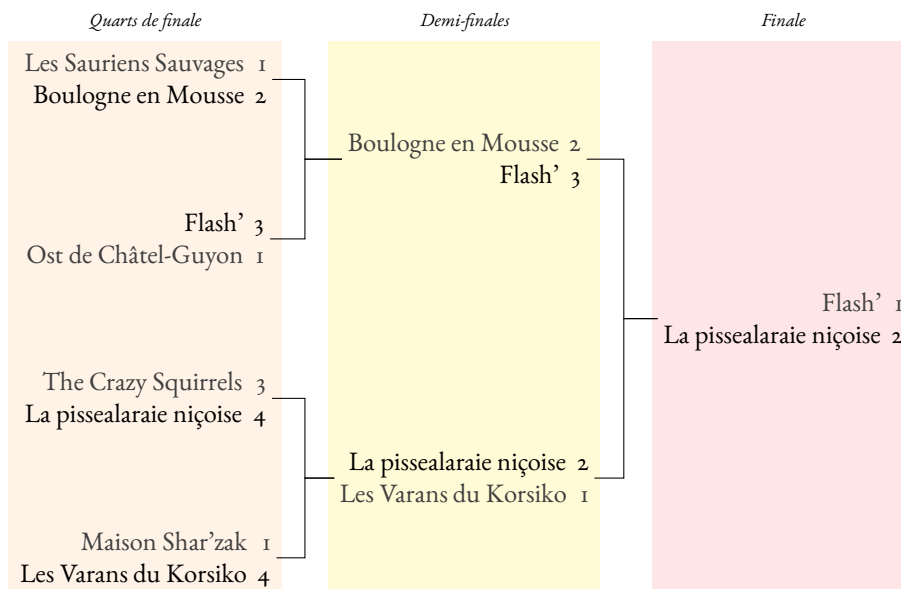 Quarts de finale
Demi-finales
Finale
Les Sauriens Sauvages 1
Boulogne en Mousse 2
Boulogne en Mousse 2
Flash’ 3
Flash’ 3
Ost de Châtel-Guyon 1
Flash’ 1
La pissealaraie niçoise 2
The Crazy Squirrels 3
La pissealaraie niçoise 4
La pissealaraie niçoise 2
Les Varans du Korsiko 1
Maison Shar’zak 1
Les Varans du Korsiko 4